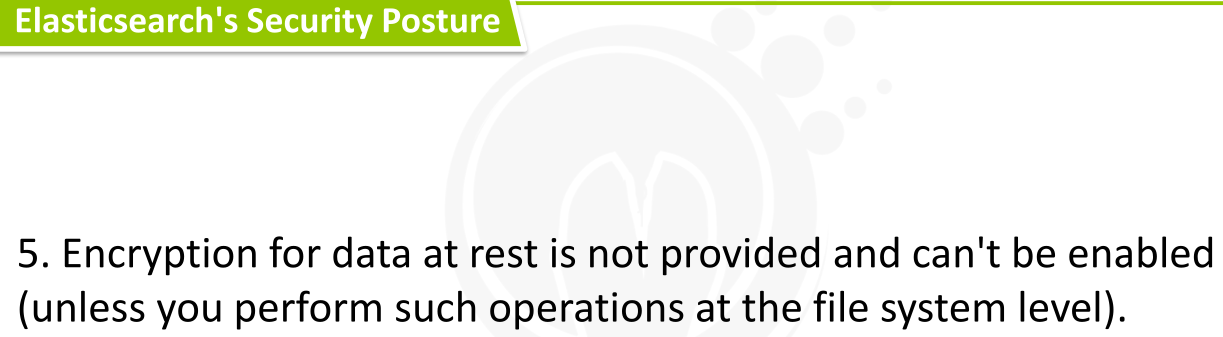 Elasticsearch's Security Posture
5. Encryption for data at rest is not provided and can't be enabled
(unless you perform such operations at the file system level).